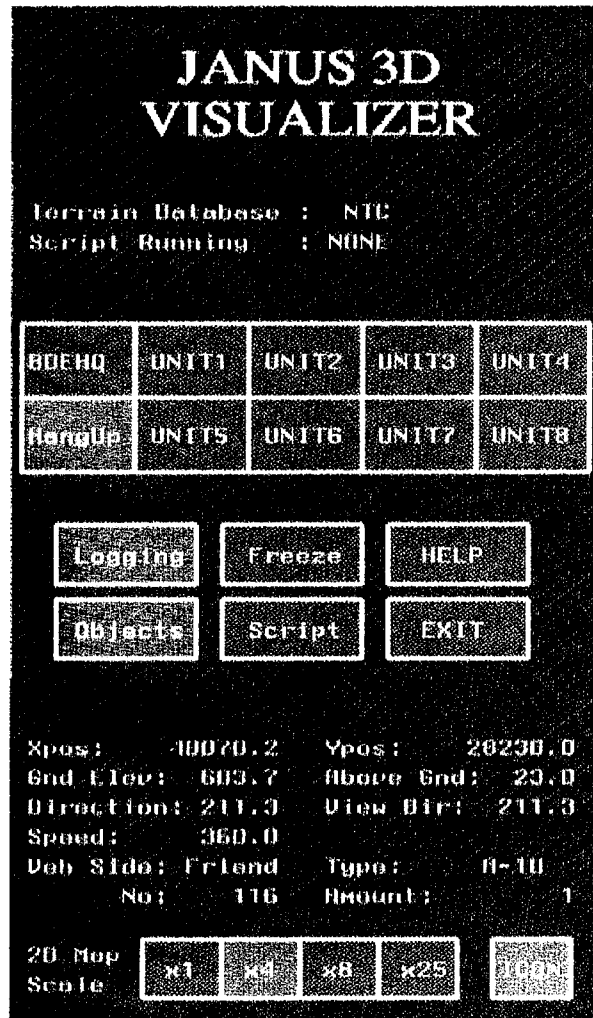 JANUS 3D
VISUALIZER
Terrain Database : NTC
Script Running : NONE
BDEHQ UNIT1 UNIT2 UNIT3 UNIT4
HangUp UNIT5 UNIT6 UNIT7 UNIT8
Logging Freeze HELP
Objects Script EXIT
Xpos: 40070.2 Ypos: 20230.0
Gnd Elev: 603.7 Above Gnd: 23.0
Direction: 211.3 View Dir: 211.3
Speed: 360.0
Veh Side: Friend Type: A-10
No: 116 Amount: 1
2D Map
Scale x1 x4 x8 x25 ICON